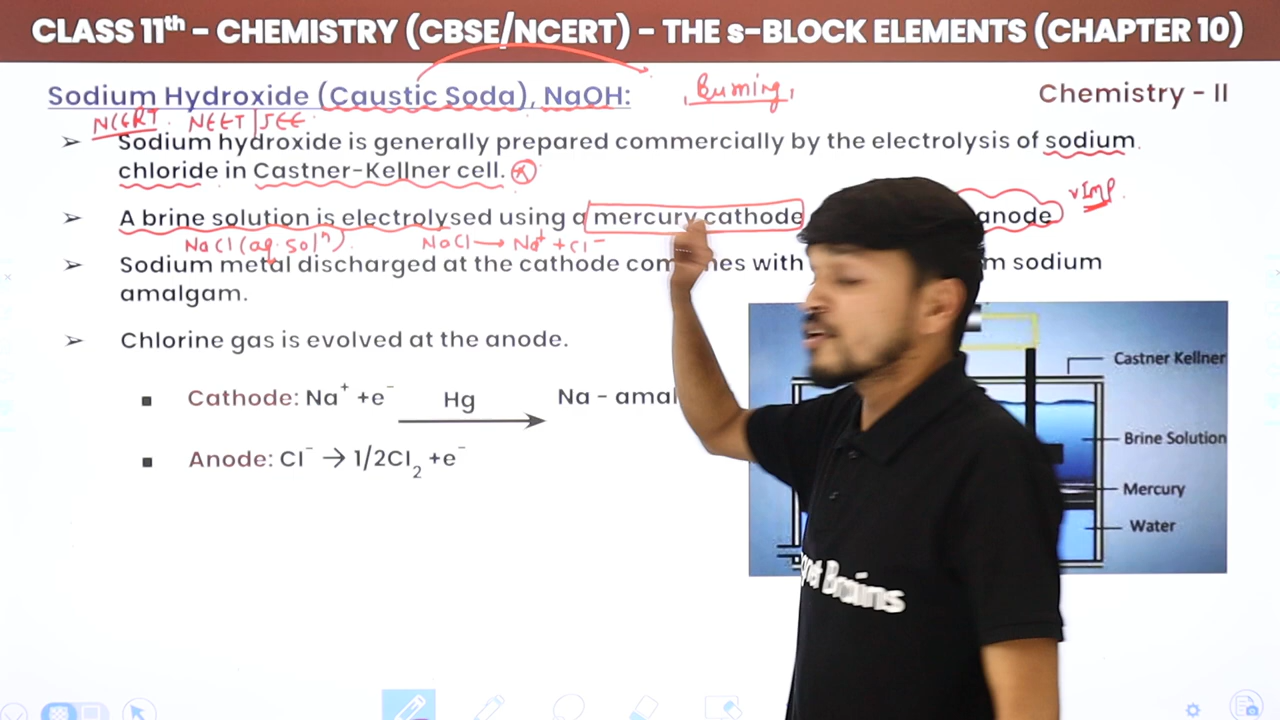 CLASS 11th – CHEMISTRY (CBSE/NCERT) – THE s-BLOCK ELEMENTS (CHAPTER 10)
Sodium Hydroxide (Caustic Soda), NaOH: Burning Chemistry - II
NCERT. NEET|JEE
➢ Sodium hydroxide is generally prepared commercially by the electrolysis of sodium
chloride in Castner-Kellner cell.
➢ A brine solution is electrolysed using a mercury cathode anode vImp.
NaCl (aq. solⁿ). NaCl → Na⁺ + Cl⁻
➢ Sodium metal discharged at the cathode with sodium
amalgam.
➢ Chlorine gas is evolved at the anode.
Castner Kellner
▪ Cathode: Na⁺ +e⁻ Hg Na - amal
Brine Solution
▪ Anode: Cl⁻ → 1/2Cl₂ +e⁻
Mercury
Water
Brains